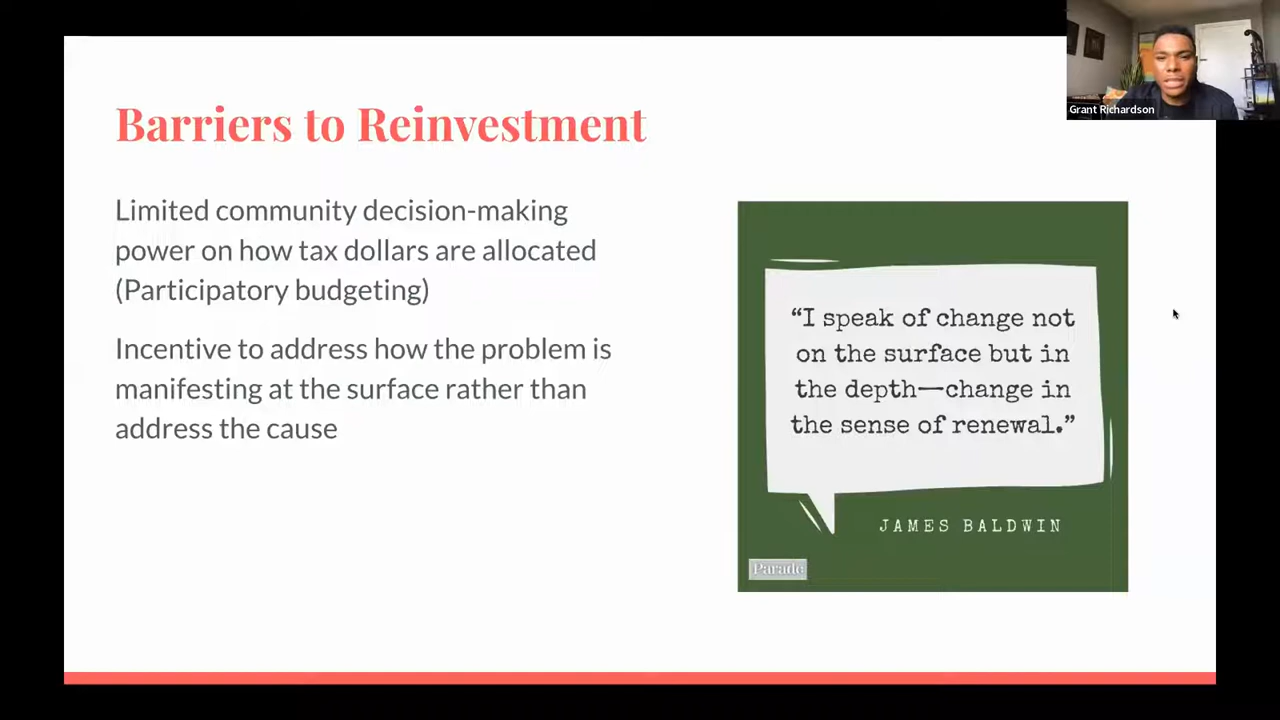 Grant Richardson
Barriers to Reinvestment
Limited community decision-making
power on how tax dollars are allocated
(Participatory budgeting)
Incentive to address how the problem is
manifesting at the surface rather than
address the cause
“I speak of change not
on the surface but in
the depth—change in
the sense of renewal.”
JAMES BALDWIN
Parade